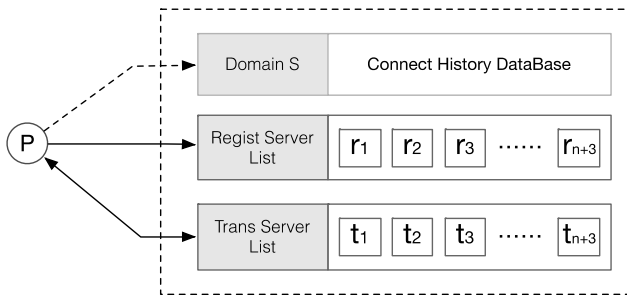 Domain S
Connect History DataBase
P
Regist Server
List
r1 r2 r3 ...... rn+3
Trans Server
List
t1 t2 t3 ...... tn+3